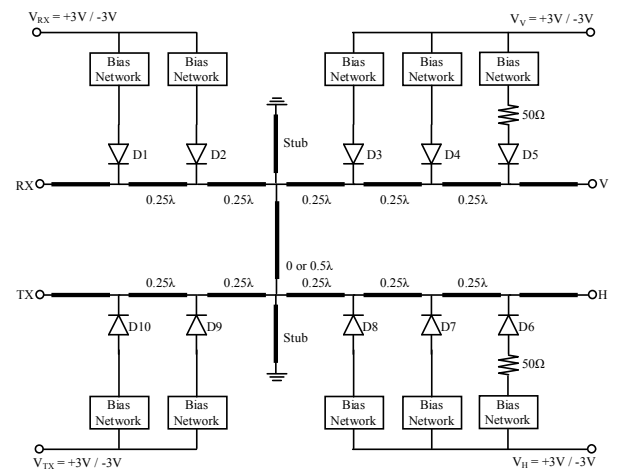 V_RX = +3V / -3V
V_V = +3V / -3V
Bias Network
Bias Network
Bias Network
Bias Network
Bias Network
50Ω
Stub
D1
D2
D3
D4
D5
RX
V
0.25λ
0.25λ
0.25λ
0.25λ
0.25λ
0 or 0.5λ
0.25λ
0.25λ
0.25λ
0.25λ
0.25λ
TX
H
D10
D9
D8
D7
D6
Stub
50Ω
Bias Network
Bias Network
Bias Network
Bias Network
Bias Network
V_TX = +3V / -3V
V_H = +3V / -3V